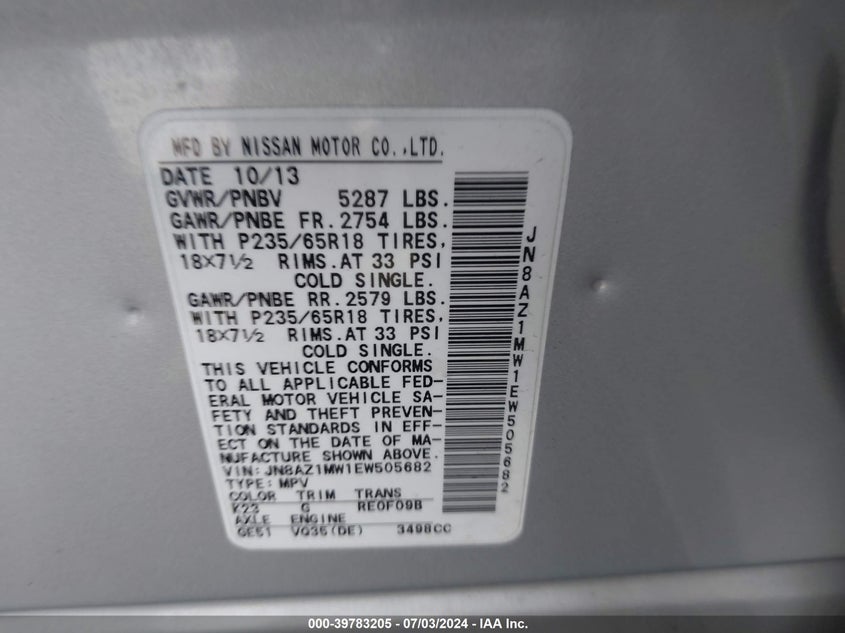 MFD BY NISSAN MOTOR CO.,LTD.
DATE 10/13
GVWR/PNBV 5287 LBS.
GAWR/PNBE FR. 2754 LBS.
WITH P235/65R18 TIRES,
18X7½ RIMS.AT 33 PSI
COLD SINGLE.
GAWR/PNBE RR. 2579 LBS.
WITH P235/65R18 TIRES,
18X7½ RIMS.AT 33 PSI
COLD SINGLE.
THIS VEHICLE CONFORMS
TO ALL APPLICABLE FED-
ERAL MOTOR VEHICLE SA-
FETY AND THEFT PREVEN-
TION STANDARDS IN EFF-
ECT ON THE DATE OF MA-
NUFACTURE SHOWN ABOVE.
VIN: JN8AZ1MW1EW505682
TYPE: MPV
COLOR TRIM TRANS
K23 G RE0F09B
AXLE ENGINE
GE51 VQ35(DE) 3498CC
JN8AZ1MW1EW505682
000-39783205 - 07/03/2024 - IAA Inc.